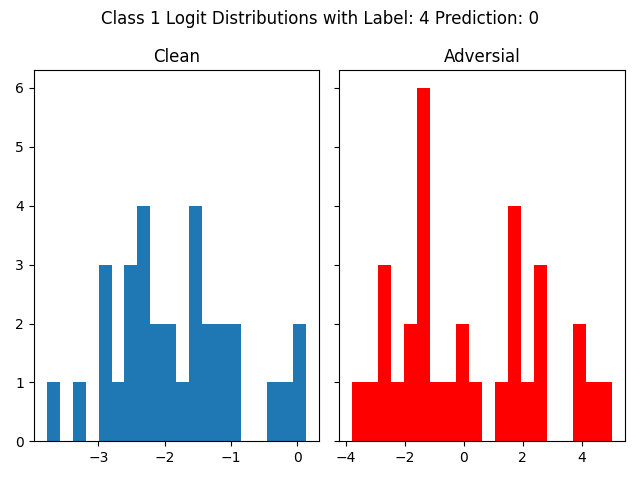 Class 1 Logit Distributions with Label: 4 Prediction: 0
Clean
Adversial
6
5
4
3
2
1
0
−3 −2 −1 0
−4 −2 0 2 4